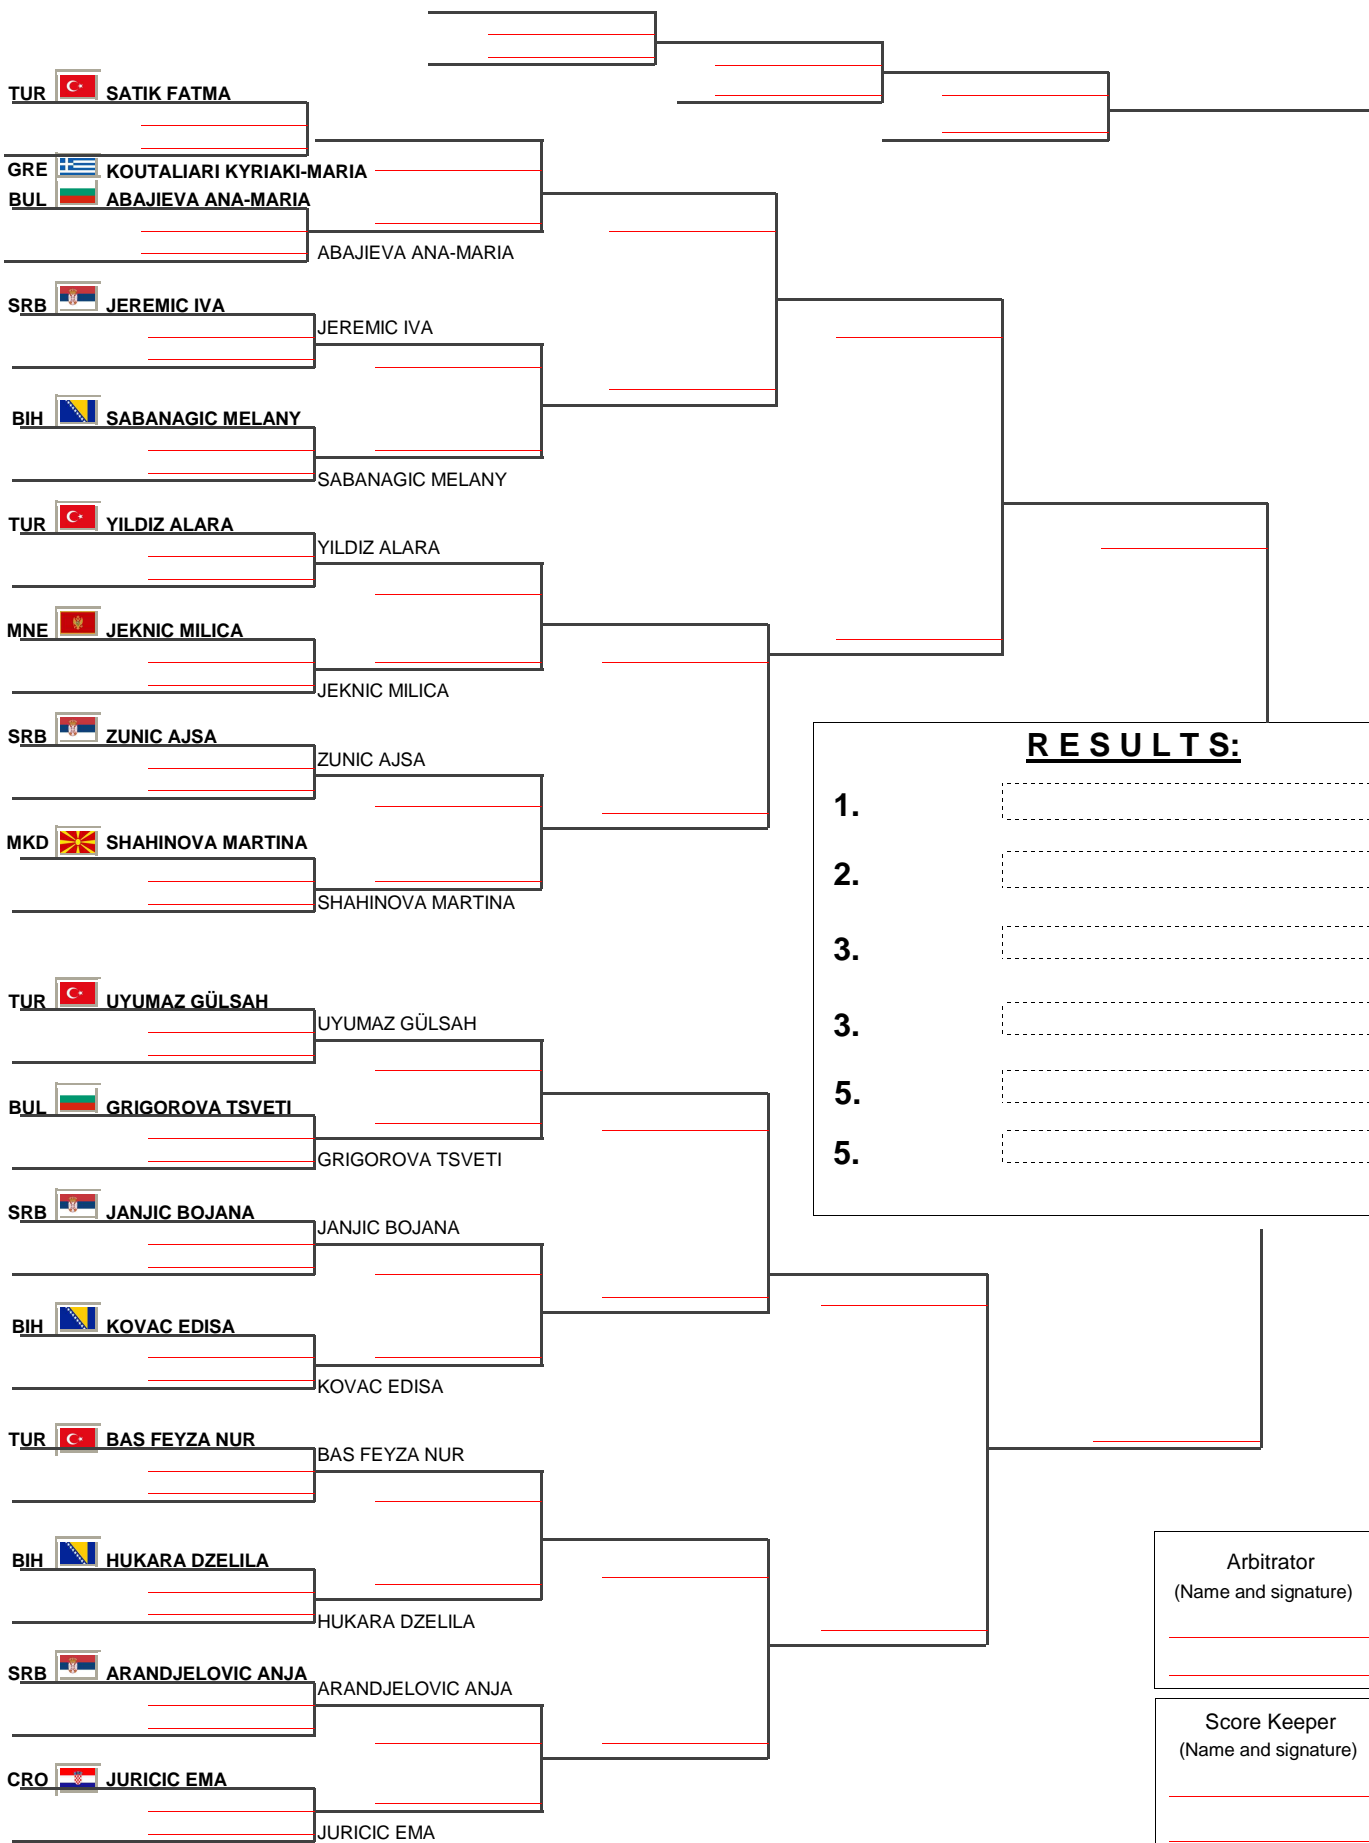 TUR SATIK FATMA
GRE KOUTALIARI KYRIAKI-MARIA
BUL ABAJIEVA ANA-MARIA
ABAJIEVA ANA-MARIA
SRB JEREMIC IVA
JEREMIC IVA
BIH SABANAGIC MELANY
SABANAGIC MELANY
TUR YILDIZ ALARA
YILDIZ ALARA
MNE JEKNIC MILICA
JEKNIC MILICA
SRB ZUNIC AJSA
ZUNIC AJSA
MKD SHAHINOVA MARTINA
SHAHINOVA MARTINA
R E S U L T S:
1.
2.
3.
3.
5.
5.
TUR UYUMAZ GÜLSAH
UYUMAZ GÜLSAH
BUL GRIGOROVA TSVETI
GRIGOROVA TSVETI
SRB JANJIC BOJANA
JANJIC BOJANA
BIH KOVAC EDISA
KOVAC EDISA
TUR BAS FEYZA NUR
BAS FEYZA NUR
BIH HUKARA DZELILA
HUKARA DZELILA
SRB ARANDJELOVIC ANJA
ARANDJELOVIC ANJA
CRO JURICIC EMA
JURICIC EMA
Arbitrator
(Name and signature)
Score Keeper
(Name and signature)